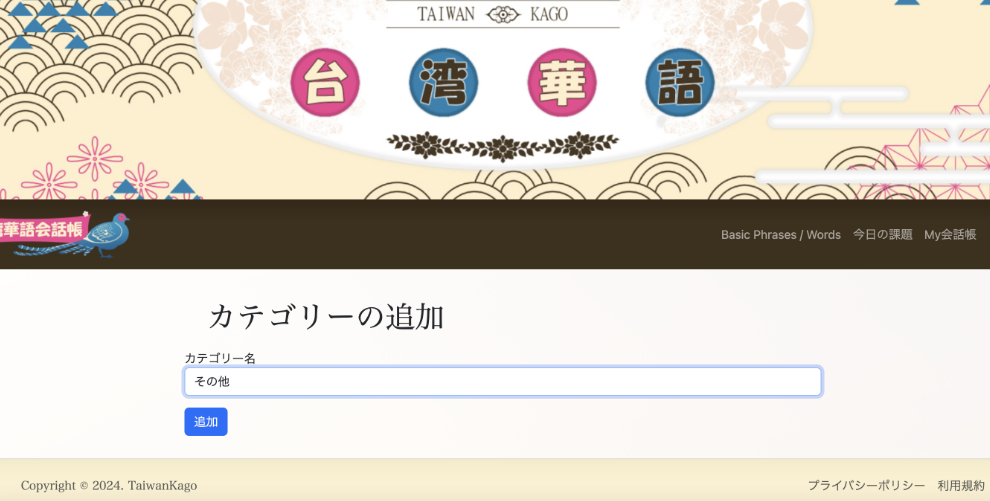 TAIWAN KAGO
台湾華語
華語会話帳
Basic Phrases / Words 今日の課題 My会話帳
カテゴリーの追加
カテゴリー名
その他
追加
Copyright © 2024. TaiwanKago プライバシーポリシー 利用規約